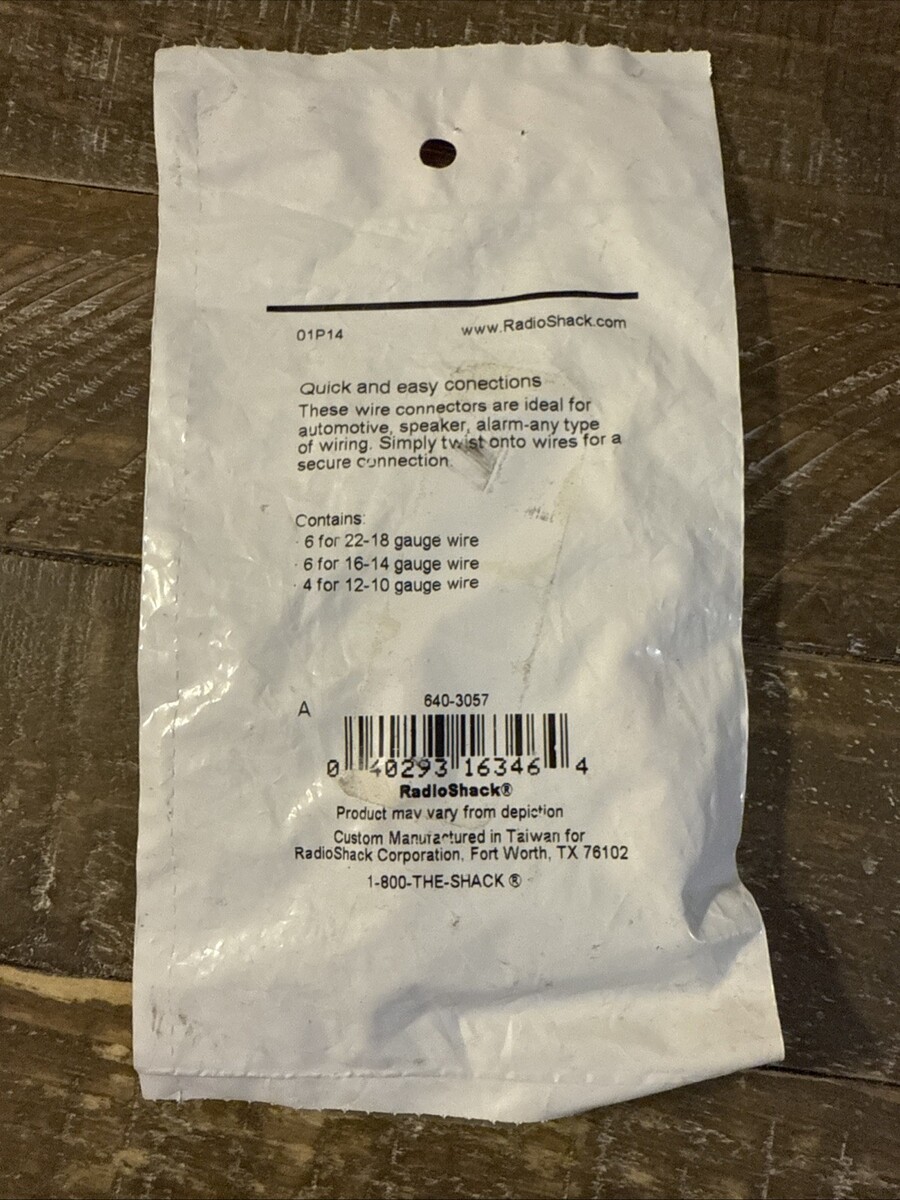 01P14 www.RadioShack.com
Quick and easy conections
These wire connectors are ideal for
automotive, speaker, alarm-any type
of wiring. Simply twist onto wires for a
secure connection.
Contains:
· 6 for 22-18 gauge wire
· 6 for 16-14 gauge wire
· 4 for 12-10 gauge wire
A 640-3057
0 40293 16346 4
RadioShack®
Product may vary from depiction
Custom Manufactured in Taiwan for
RadioShack Corporation, Fort Worth, TX 76102
1-800-THE-SHACK ®